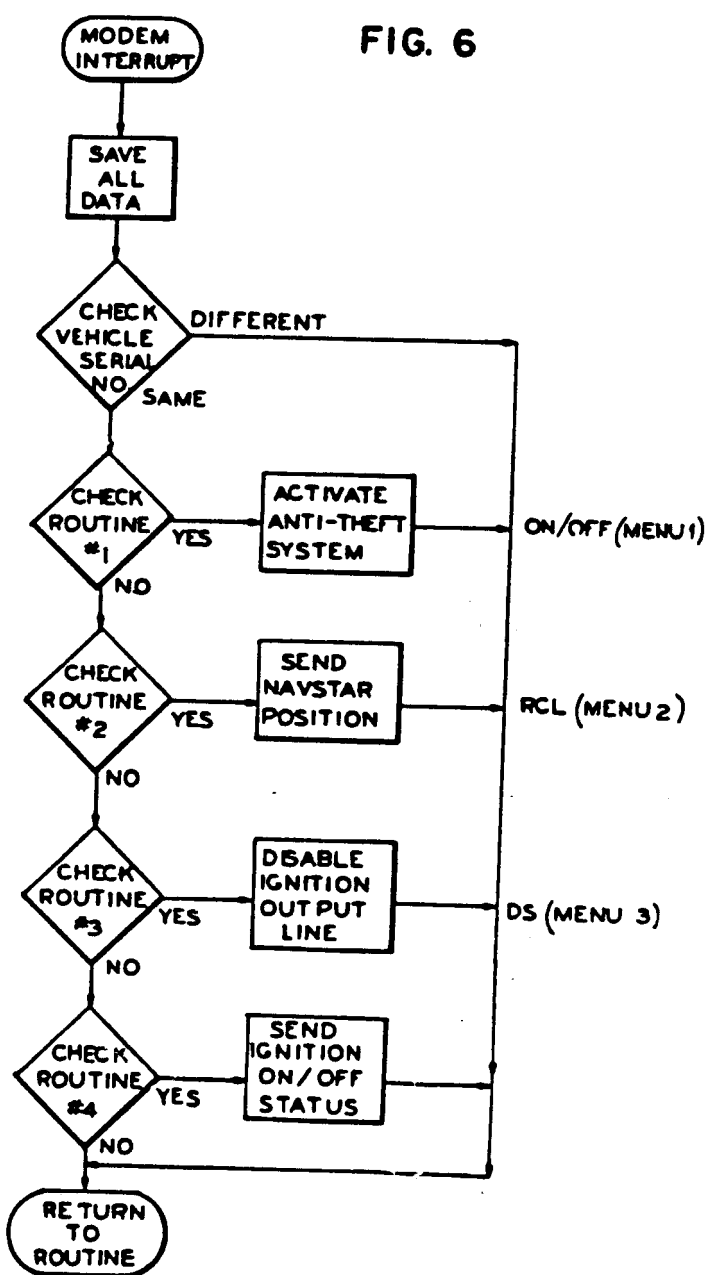 FIG. 6
MODEM
INTERRUPT
SAVE
ALL
DATA
CHECK
VEHICLE
SERIAL
NO.
DIFFERENT
SAME
CHECK
ROUTINE
#1
YES
NO
ACTIVATE
ANTI-THEFT
SYSTEM
ON/OFF (MENU 1)
CHECK
ROUTINE
#2
YES
NO
SEND
NAVSTAR
POSITION
RCL (MENU 2)
CHECK
ROUTINE
#3
YES
NO
DISABLE
IGNITION
OUTPUT
LINE
DS (MENU 3)
CHECK
ROUTINE
#4
YES
NO
SEND
IGNITION
ON/OFF
STATUS
RETURN
TO
ROUTINE